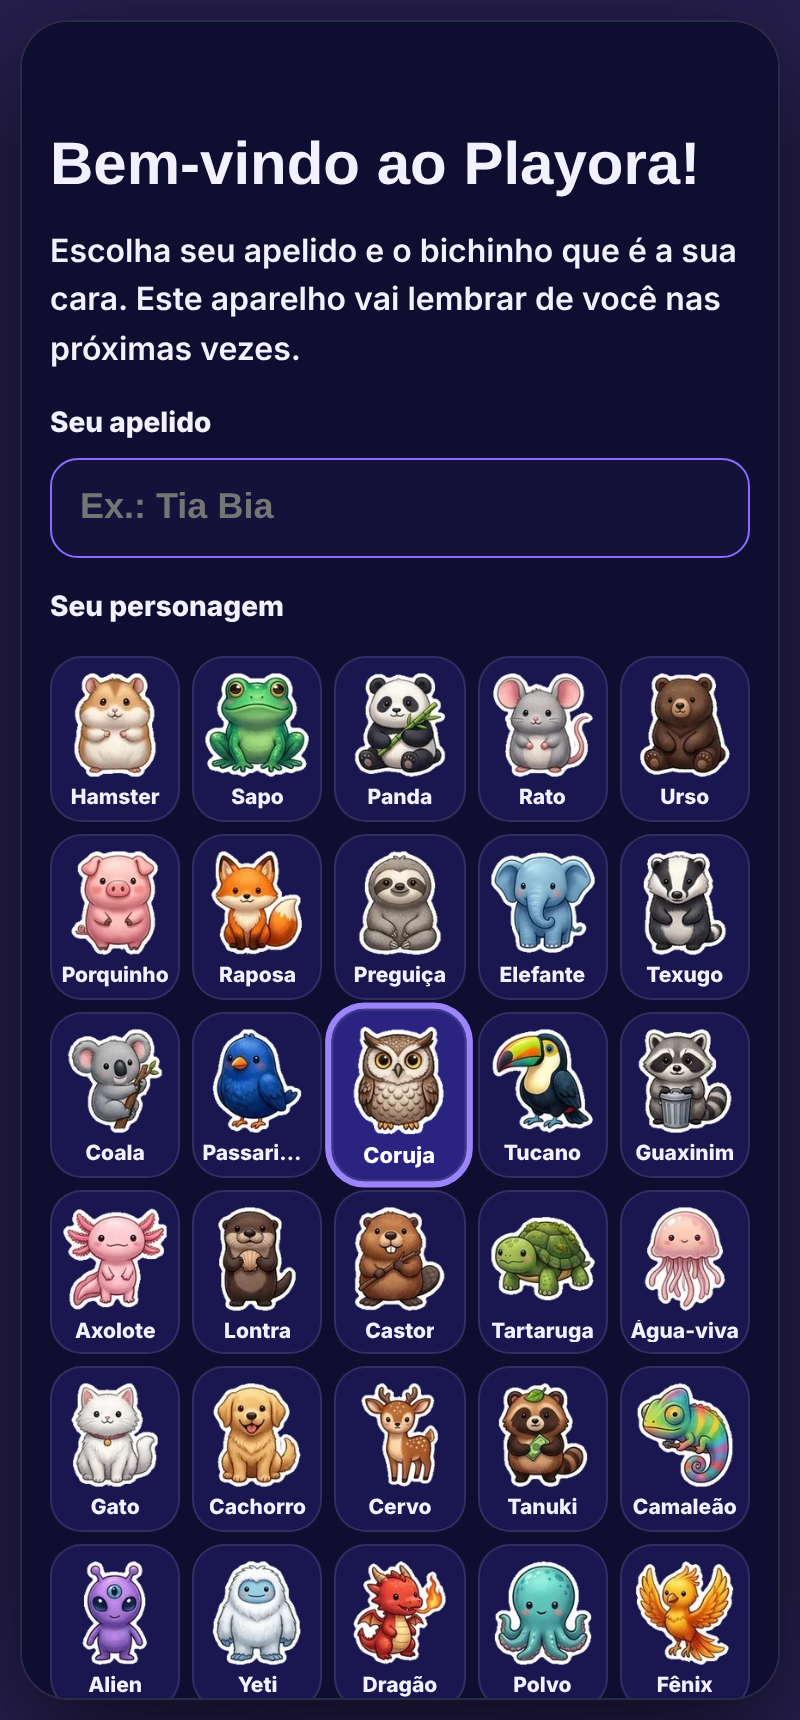 Bem-vindo ao Playora!
Escolha seu apelido e o bichinho que é a sua
cara. Este aparelho vai lembrar de você nas
próximas vezes.
Seu apelido
Ex.: Tia Bia
Seu personagem
Hamster Sapo Panda Rato Urso
Porquinho Raposa Preguiça Elefante Texugo
Coala Passari... Coruja Tucano Guaxinim
Axolote Lontra Castor Tartaruga Água-viva
Gato Cachorro Cervo Tanuki Camaleão
Alien Yeti Dragão Polvo Fênix